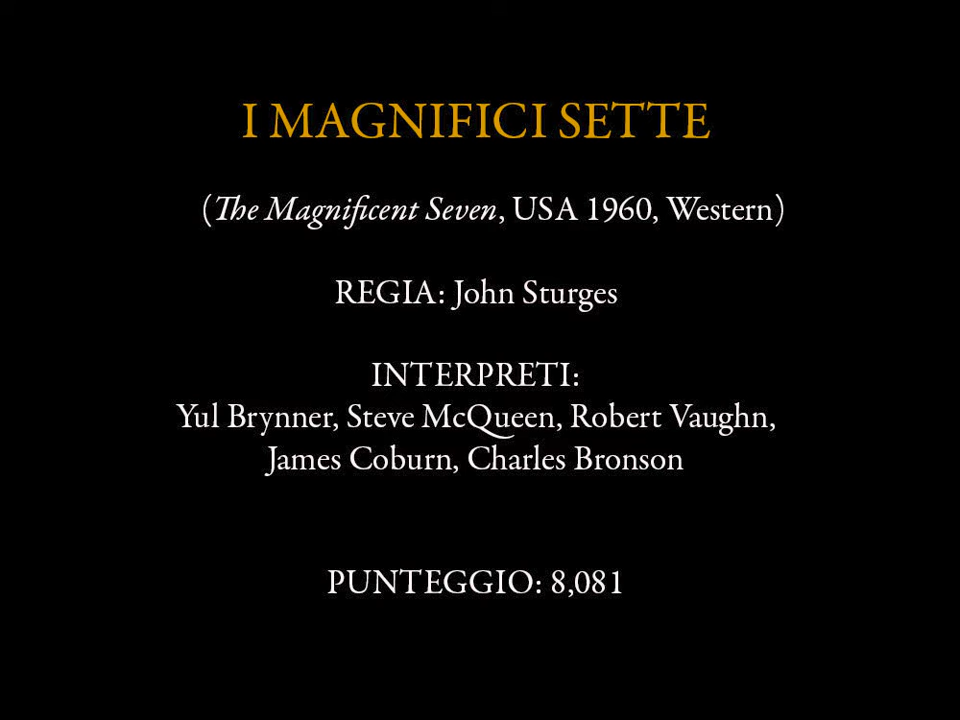 I MAGNIFICI SETTE
(The Magnificent Seven, USA 1960, Western)
REGIA: John Sturges
INTERPRETI:
Yul Brynner, Steve McQueen, Robert Vaughn,
James Coburn, Charles Bronson
PUNTEGGIO: 8,081